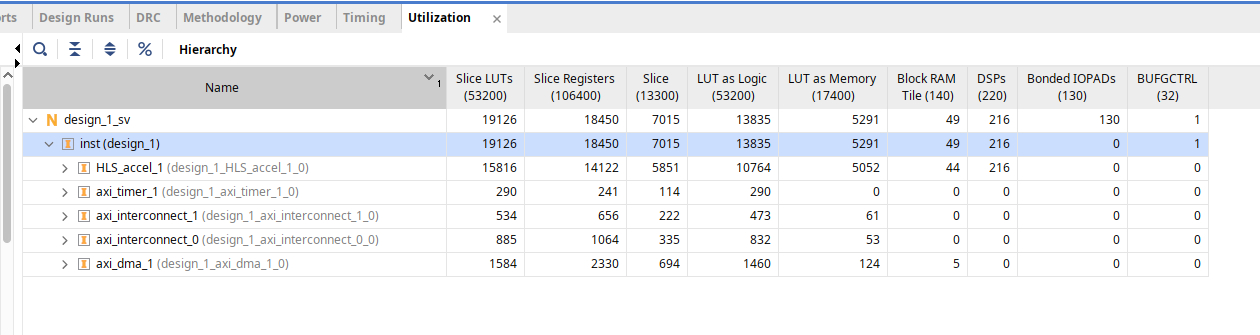 rts Design Runs DRC Methodology Power Timing Utilization
% Hierarchy
Name 1 Slice LUTs (53200) Slice Registers (106400) Slice (13300) LUT as Logic (53200) LUT as Memory (17400) Block RAM Tile (140) DSPs (220) Bonded IOPADs (130) BUFGCTRL (32)
N design_1_sv 19126 18450 7015 13835 5291 49 216 130 1
I inst (design_1) 19126 18450 7015 13835 5291 49 216 0 1
I HLS_accel_1 (design_1_HLS_accel_1_0) 15816 14122 5851 10764 5052 44 216 0 0
I axi_timer_1 (design_1_axi_timer_1_0) 290 241 114 290 0 0 0 0 0
I axi_interconnect_1 (design_1_axi_interconnect_1_0) 534 656 222 473 61 0 0 0 0
I axi_interconnect_0 (design_1_axi_interconnect_0_0) 885 1064 335 832 53 0 0 0 0
I axi_dma_1 (design_1_axi_dma_1_0) 1584 2330 694 1460 124 5 0 0 0